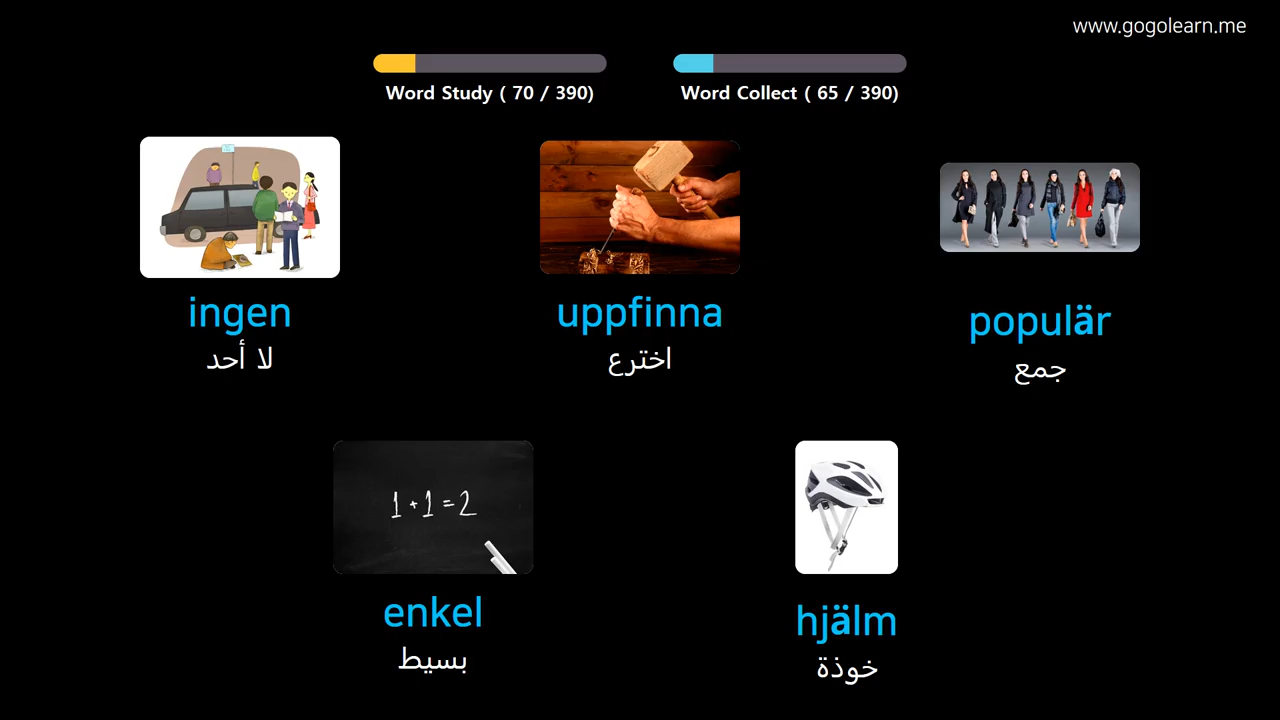 www.gogolearn.me
Word Study ( 70 / 390)
Word Collect ( 65 / 390)
ingen
لا أحد
uppfinna
اخترع
populär
جمع
1 + 1 = 2
enkel
بسيط
hjälm
خوذة